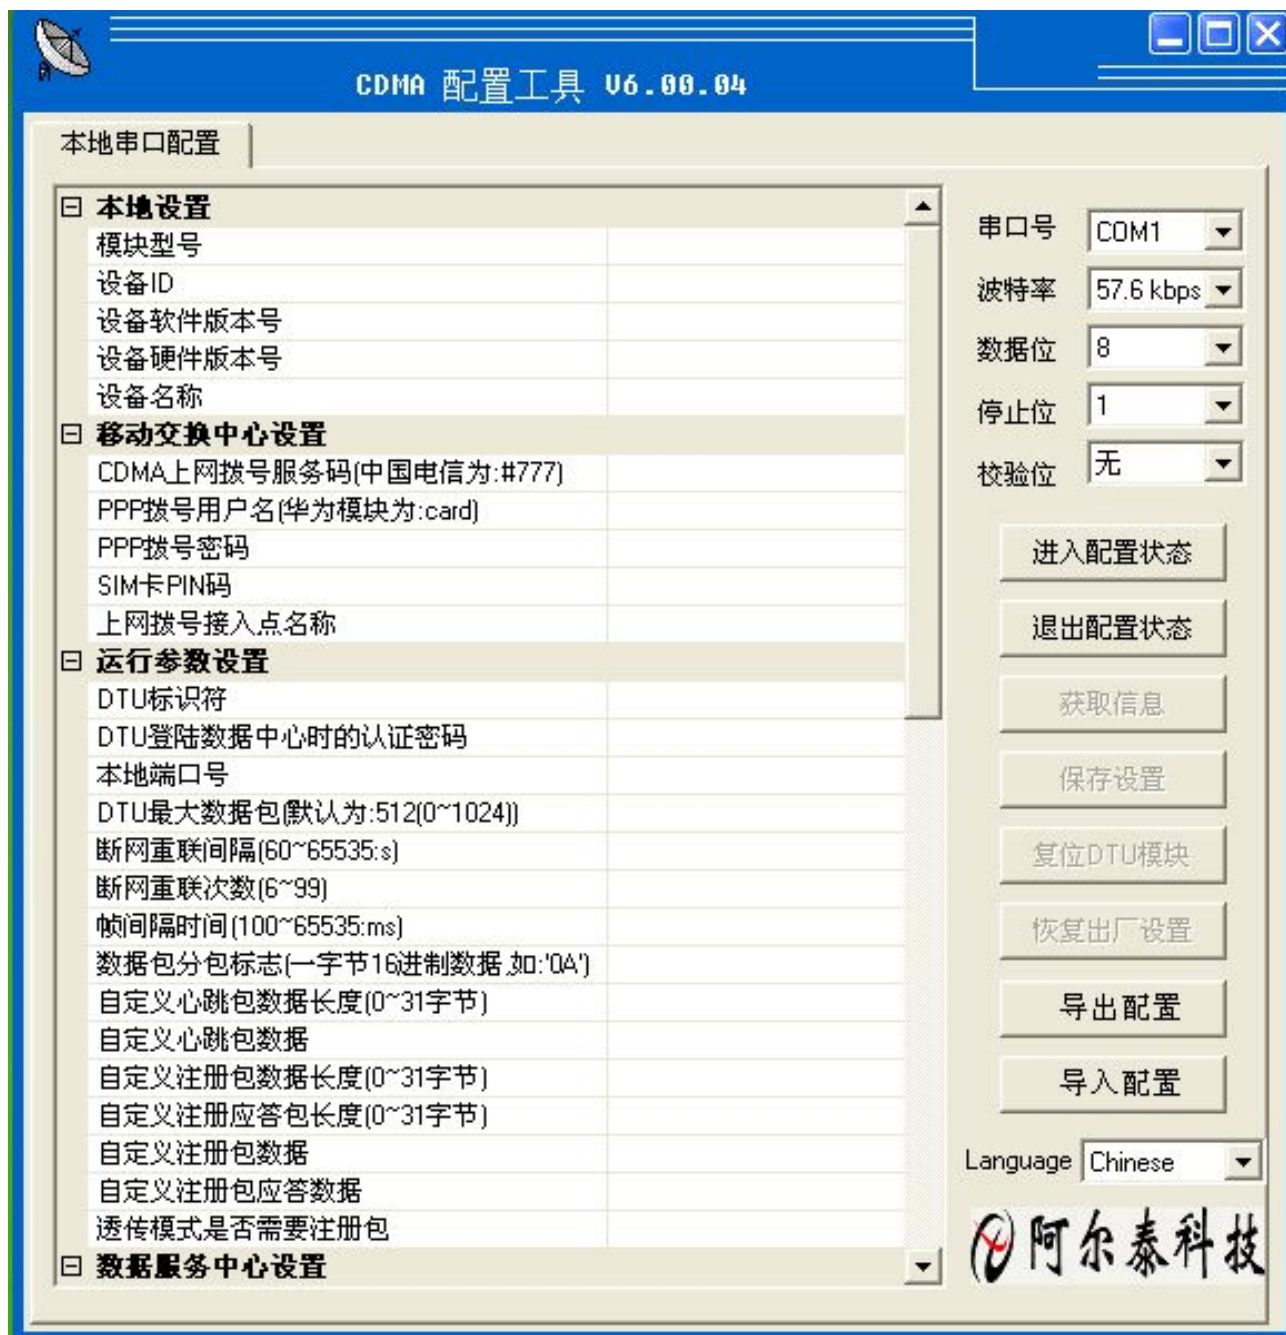 CDMA 配置工具 V6.00.04
本地串口配置
本地设置
模块型号
设备ID
设备软件版本号
设备硬件版本号
设备名称
移动交换中心设置
CDMA上网拨号服务码(中国电信为:#777)
PPP拨号用户名(华为模块为:card)
PPP拨号密码
SIM卡PIN码
上网拨号接入点名称
运行参数设置
DTU标识符
DTU登陆数据中心时的认证密码
本地端口号
DTU最大数据包(默认为:512(0~1024))
断网重联间隔(60~65535:s)
断网重联次数(6~99)
帧间隔时间(100~65535:ms)
数据包分包标志(一字节16进制数据,如:'0A')
自定义心跳包数据长度(0~31字节)
自定义心跳包数据
自定义注册包数据长度(0~31字节)
自定义注册应答包长度(0~31字节)
自定义注册包数据
自定义注册包应答数据
透传模式是否需要注册包
数据服务中心设置
串口号 COM1
波特率 57.6 kbps
数据位 8
停止位 1
校验位 无
进入配置状态
退出配置状态
获取信息
保存设置
复位DTU模块
恢复出厂设置
导出配置
导入配置
Language Chinese
阿尔泰科技